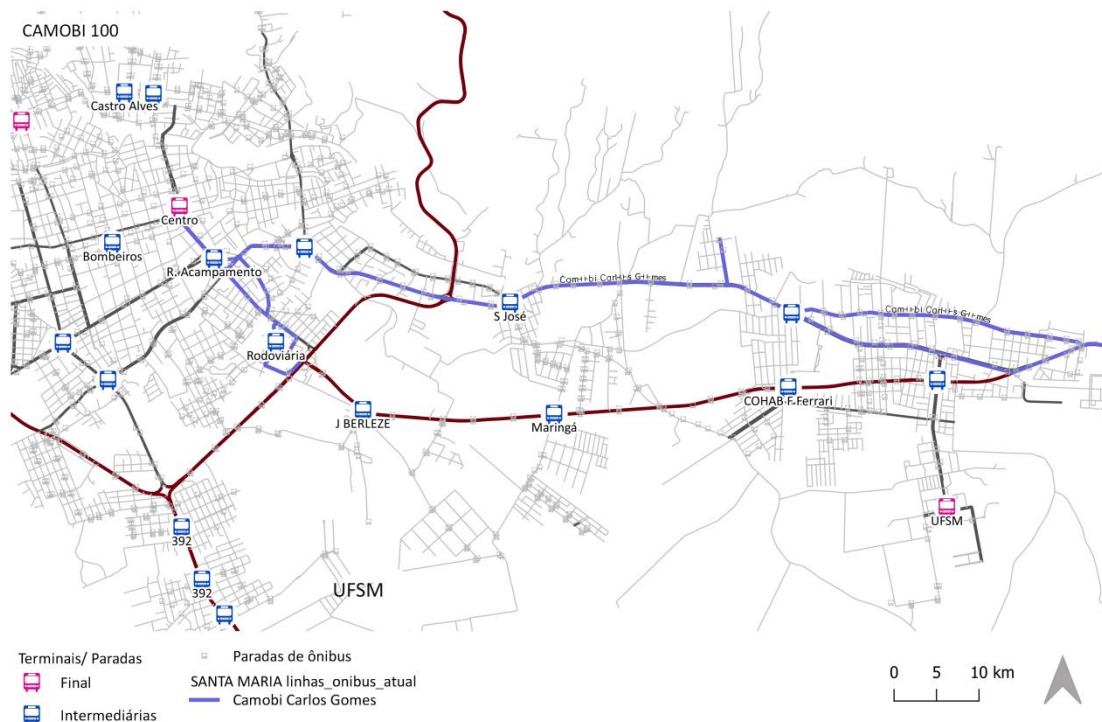 CAMOBI 100
Castro Alves
Centro
Bombeiros
R. Acampamento
S José
Rodoviária
J BERLEZE
Maringá
COHAB F Ferrari
392
UFSM
392
UFSM
Terminais/ Paradas
Final
Intermediárias
Paradas de ônibus
SANTA MARIA linhas_onibus_atual
Camobi Carlos Gomes
0 5 10 km